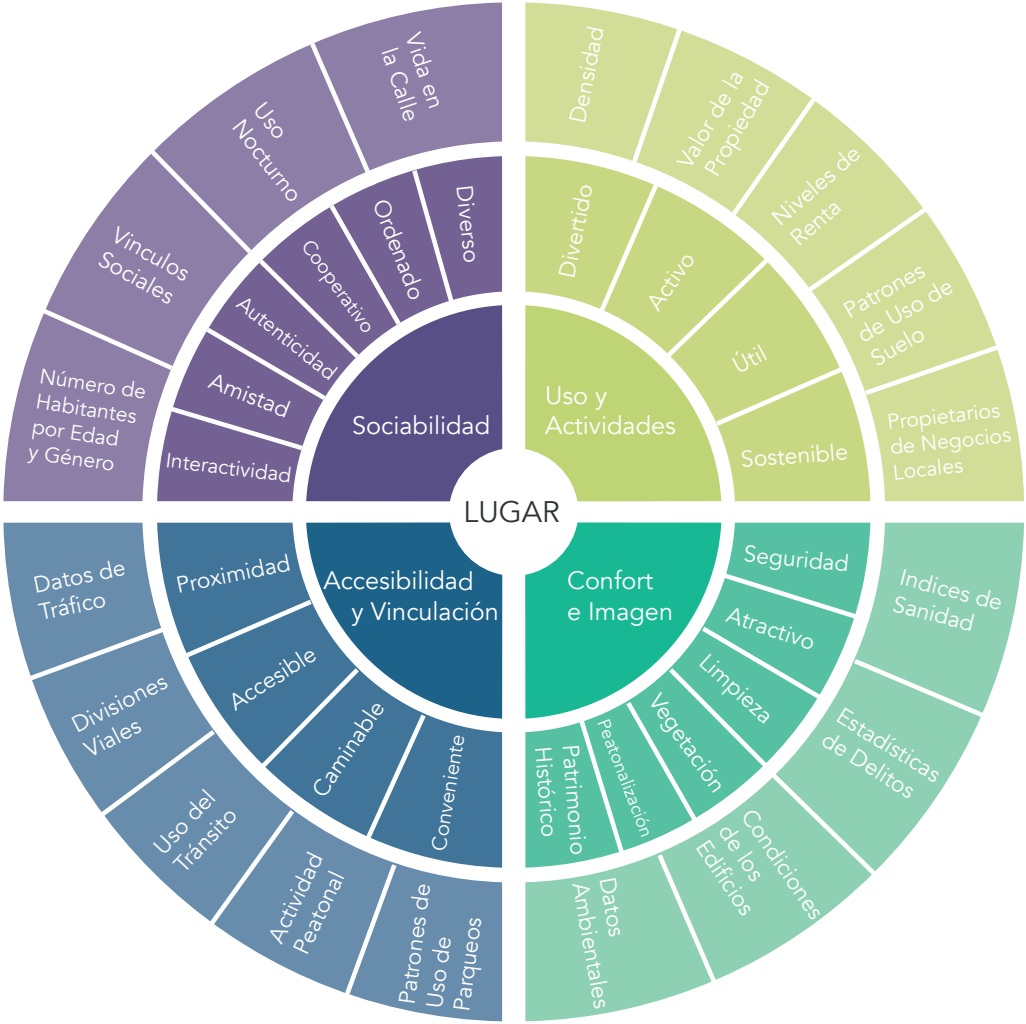 Vida en
la Calle
Uso
Nocturno
Vinculos
Sociales
Número de
Habitantes
por Edad
y Género
Diverso
Ordenado
Cooperativo
Autenticidad
Amistad
Interactividad
Sociabilidad
Densidad
Valor de la
Propiedad
Niveles de
Renta
Patrones
de Uso de
Suelo
Propietarios
de Negocios
Locales
Divertido
Activo
Útil
Sostenible
Uso y
Actividades
LUGAR
Accesibilidad
y Vinculación
Proximidad
Accesible
Caminable
Conveniente
Datos de
Tráfico
Divisiones
Viales
Uso del
Tránsito
Actividad
Peatonal
Patrones de
Uso de
Parqueos
Confort
e Imagen
Seguridad
Atractivo
Limpieza
Vegetación
Peatonalización
Patrimonio
Histórico
Indices de
Sanidad
Estadísticas
de Delitos
Condiciones
de los
Edificios
Datos
Ambientales